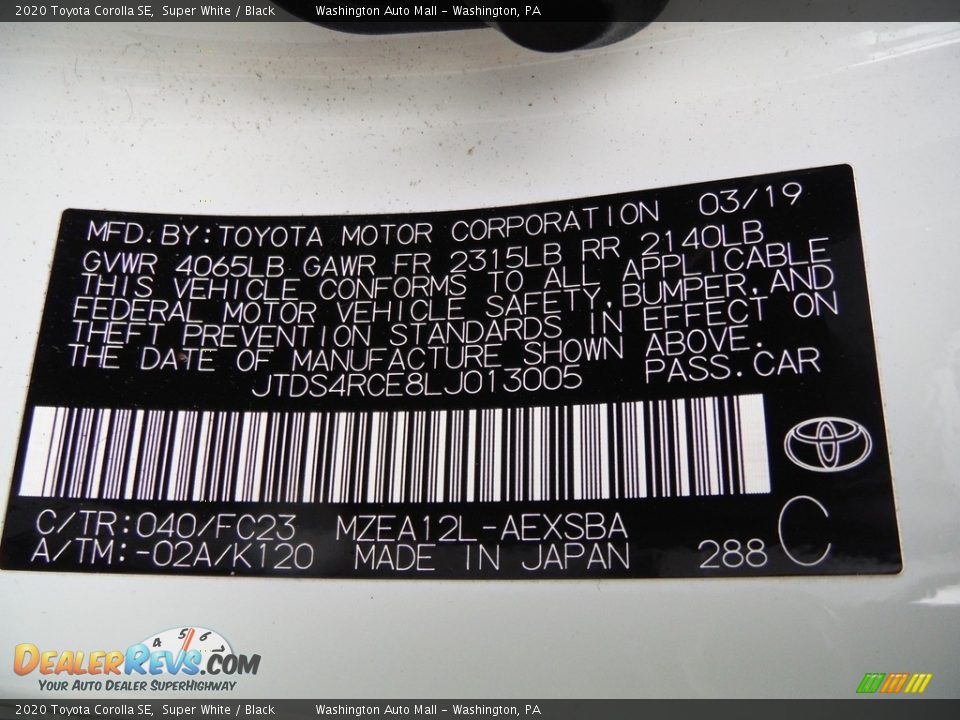 2020 Toyota Corolla SE, Super White / Black Washington Auto Mall - Washington, PA
MFD.BY:TOYOTA MOTOR CORPORATION 03/19
GVWR 4065LB GAWR FR 2315LB RR 2140LB
THIS VEHICLE CONFORMS TO ALL APPLICABLE
FEDERAL MOTOR VEHICLE SAFETY,BUMPER,AND
THEFT PREVENTION STANDARDS IN EFFECT ON
THE DATE OF MANUFACTURE SHOWN ABOVE.
JTDS4RCE8LJ013005 PASS.CAR
C/TR:040/FC23 MZEA12L-AEXSBA
A/TM:-02A/K120 MADE IN JAPAN 288 C
4 5 6 7
DEALERREVS.COM
YOUR AUTO DEALER SUPERHIGHWAY
2020 Toyota Corolla SE, Super White / Black Washington Auto Mall - Washington, PA